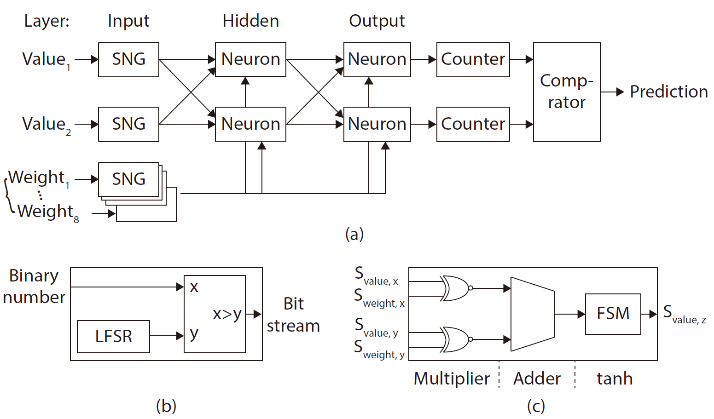 Layer: Input Hidden Output
Value1 SNG Neuron Neuron Counter
Comp-
rator
Prediction
Value2 SNG Neuron Neuron Counter
Weight1 SNG
Weight8
(a)
Binary
number
x
x>y
LFSR
y
Bit
stream
(b)
Svalue, x
Sweight, x
Svalue, y
Sweight, y
FSM
Svalue, z
Multiplier Adder tanh
(c)